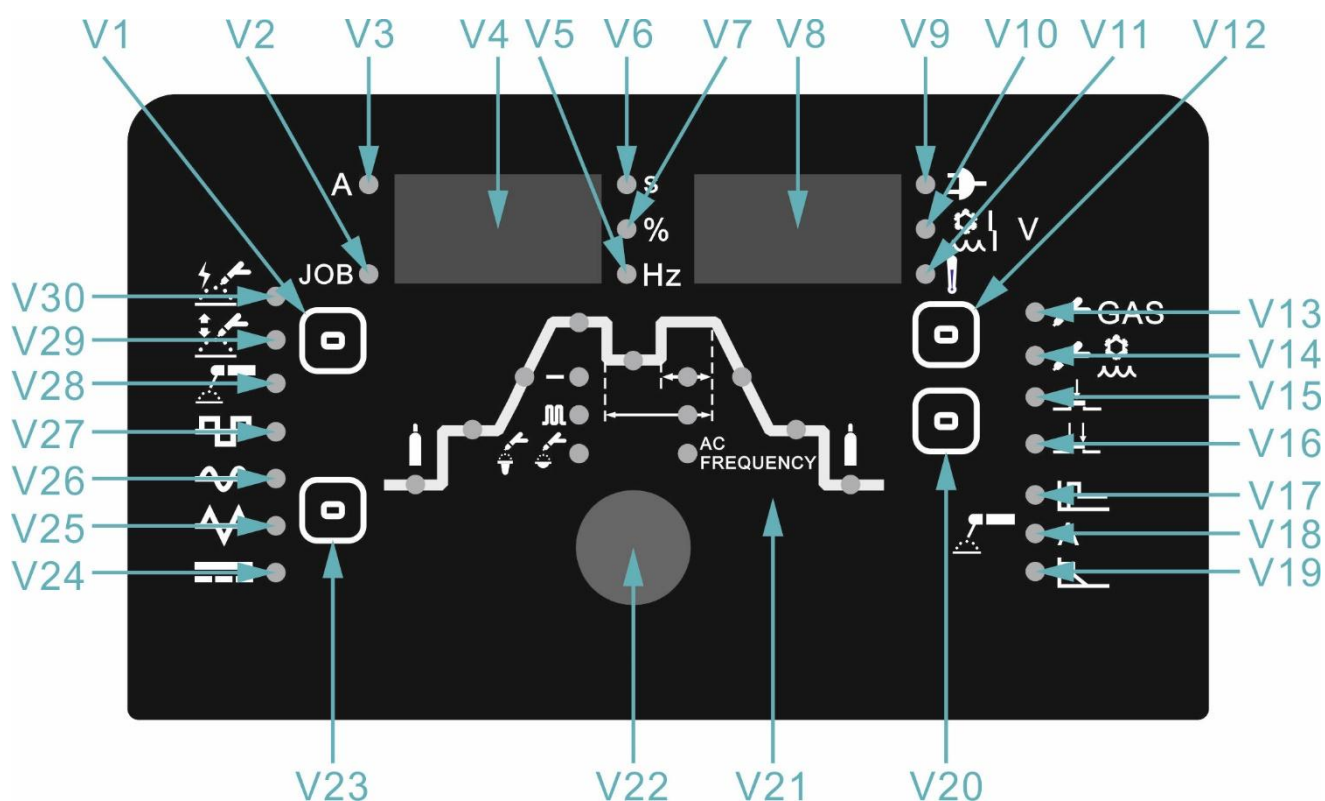 V1 V2 V3 V4 V5 V6 V7 V8 V9 V10 V11 V12
A s
% V
JOB Hz
V30 V13
GAS
V29 V14
V28 V15
V27 V16
AC
FREQUENCY
V26 V17
V25 A V18
V24 V19
V23 V22 V21 V20